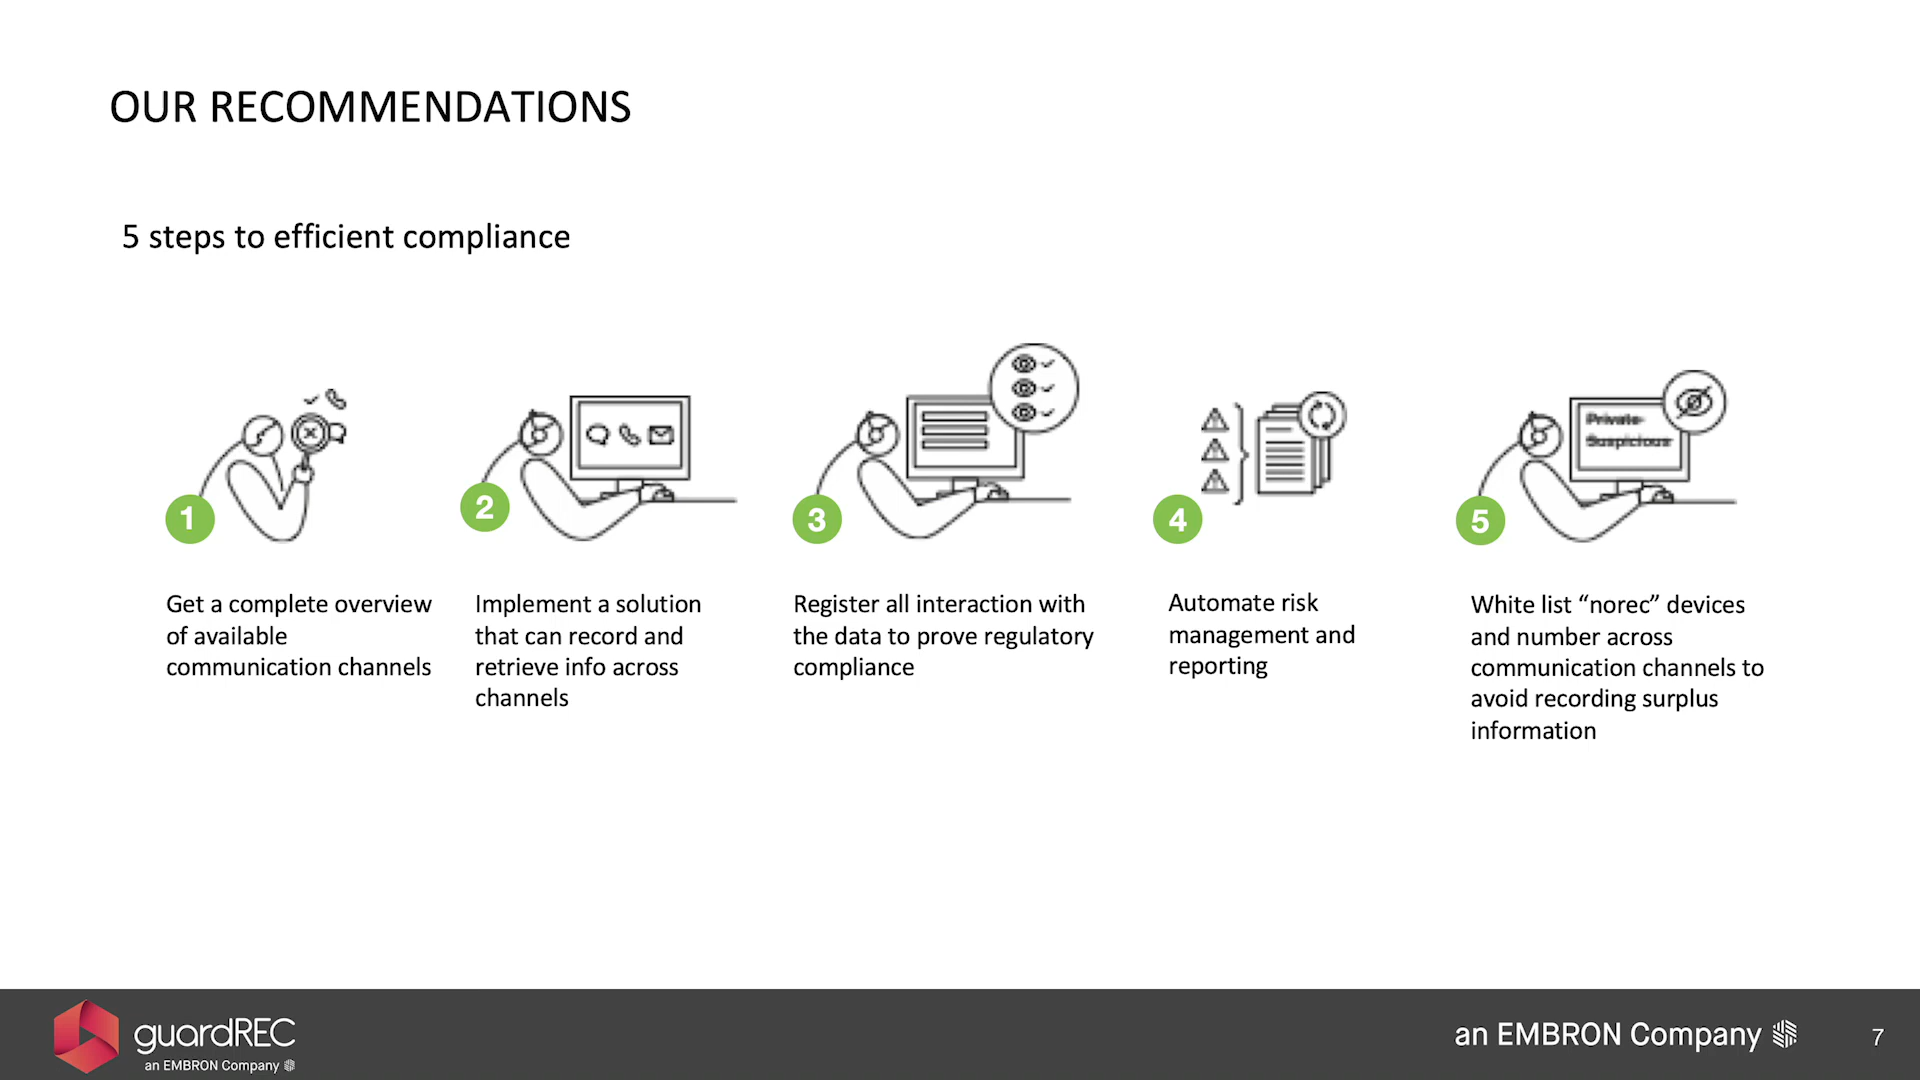 OUR RECOMMENDATIONS
5 steps to efficient compliance
1
Get a complete overview
of available
communication channels
2
Implement a solution
that can record and
retrieve info across
channels
3
Register all interaction with
the data to prove regulatory
compliance
4
Automate risk
management and
reporting
Private
Suspicious
5
White list “norec” devices
and number across
communication channels to
avoid recording surplus
information
guardREC
an EMBRON Company
an EMBRON Company
7